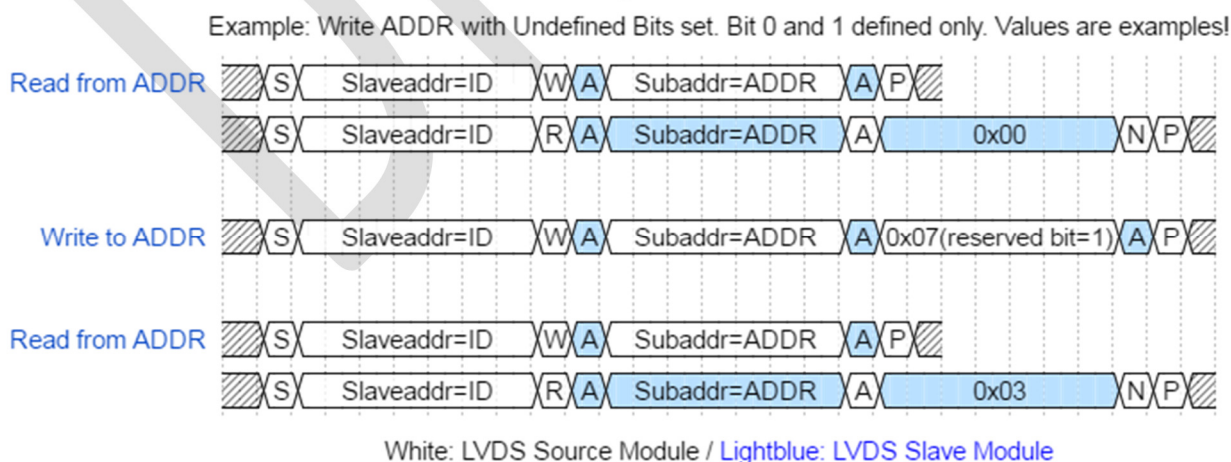 Example: Write ADDR with Undefined Bits set. Bit 0 and 1 defined only. Values are examples!
Read from ADDR S Slaveaddr=ID W A Subaddr=ADDR A P
S Slaveaddr=ID R A Subaddr=ADDR A 0x00 N P
Write to ADDR S Slaveaddr=ID W A Subaddr=ADDR A 0x07(reserved bit=1) A P
Read from ADDR S Slaveaddr=ID W A Subaddr=ADDR A P
S Slaveaddr=ID R A Subaddr=ADDR A 0x03 N P
White: LVDS Source Module / Lightblue: LVDS Slave Module